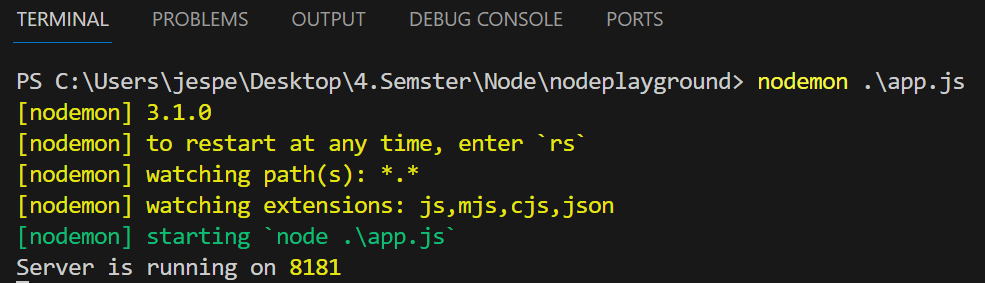 TERMINAL PROBLEMS OUTPUT DEBUG CONSOLE PORTS
PS C:\Users\jespe\Desktop\4.Semster\Node\nodeplayground> nodemon .\app.js
[nodemon] 3.1.0
[nodemon] to restart at any time, enter `rs`
[nodemon] watching path(s): *.*
[nodemon] watching extensions: js,mjs,cjs,json
[nodemon] starting `node .\app.js`
Server is running on 8181